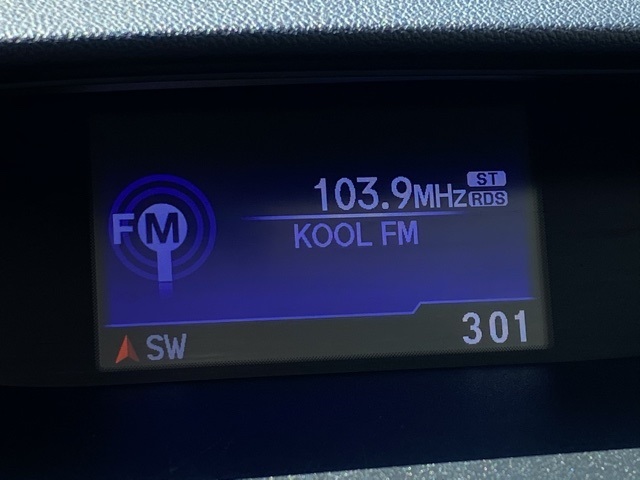 103.9MHz ST
RDS
FM
KOOL FM
SW
301